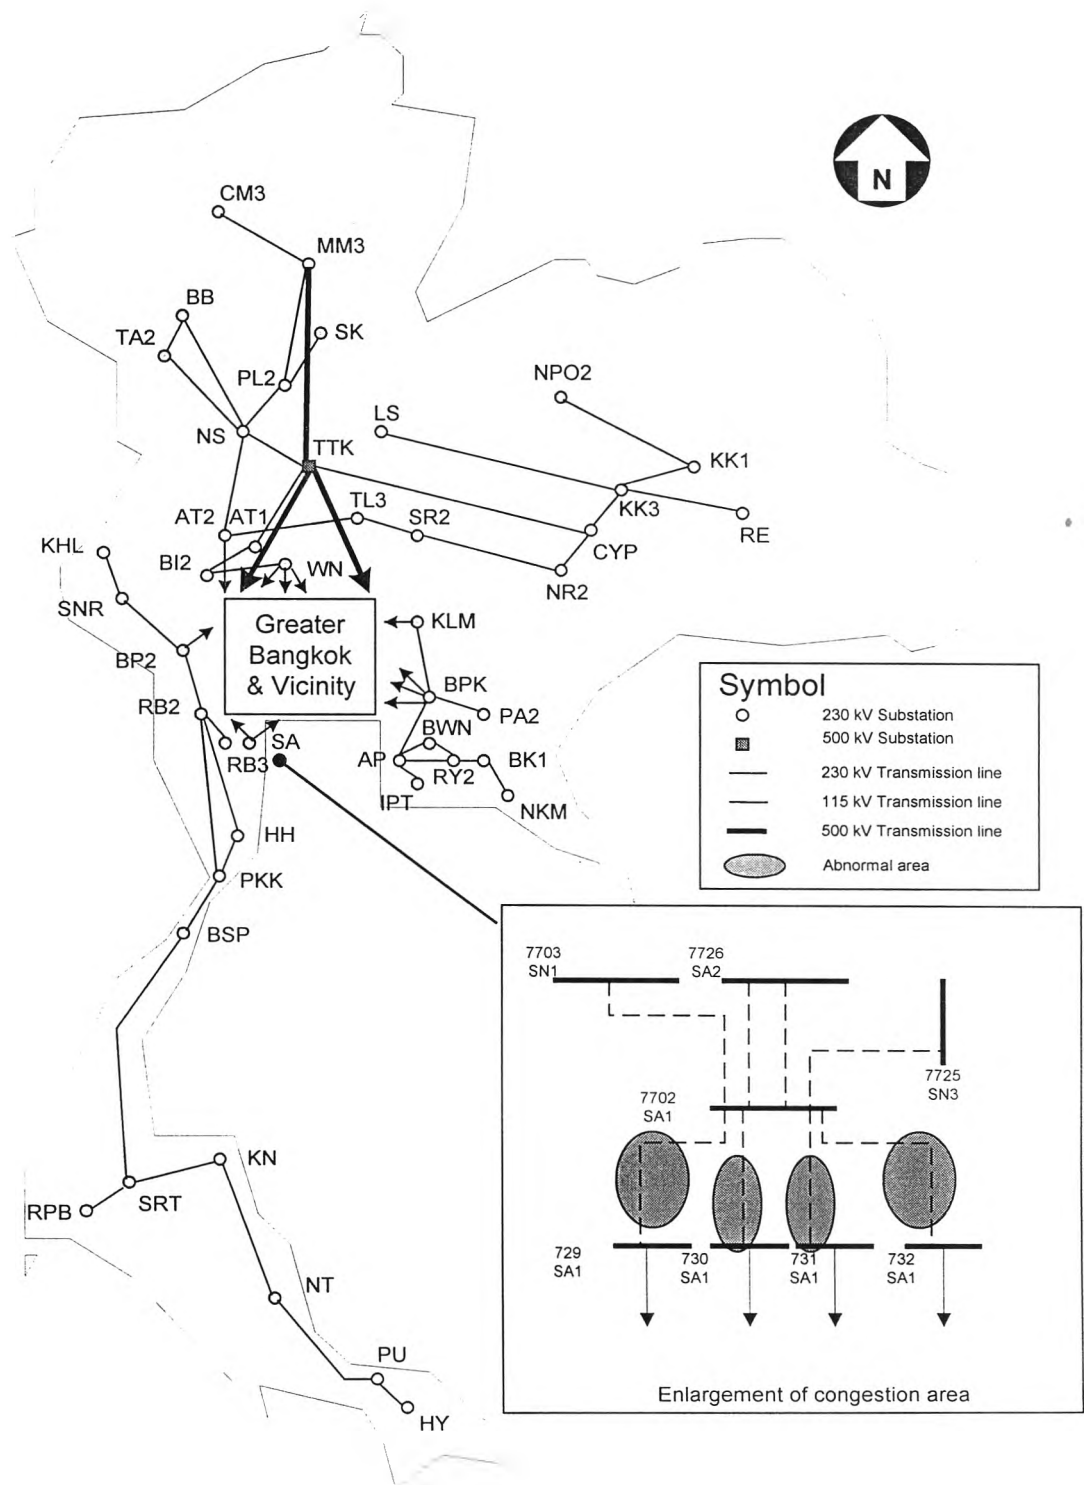 N
CM3
MM3
BB
TA2
SK
PL2
NPO2
LS
NS
TTK
KK1
KK3
TL3
AT2
AT1
SR2
RE
CYP
KHL
BI2
WN
NR2
SNR
Greater
Bangkok
& Vicinity
KLM
BP2
BPK
RB2
PA2
BWN
SA
RB3
AP
RY2
BK1
IPT
NKM
HH
PKK
BSP
Symbol
230 kV Substation
500 kV Substation
230 kV Transmission line
115 kV Transmission line
500 kV Transmission line
Abnormal area
7703
SN1
7726
SA2
7725
SN3
7702
SA1
729
SA1
730
SA1
731
SA1
732
SA1
Enlargement of congestion area
KN
SRT
RPB
NT
PU
HY